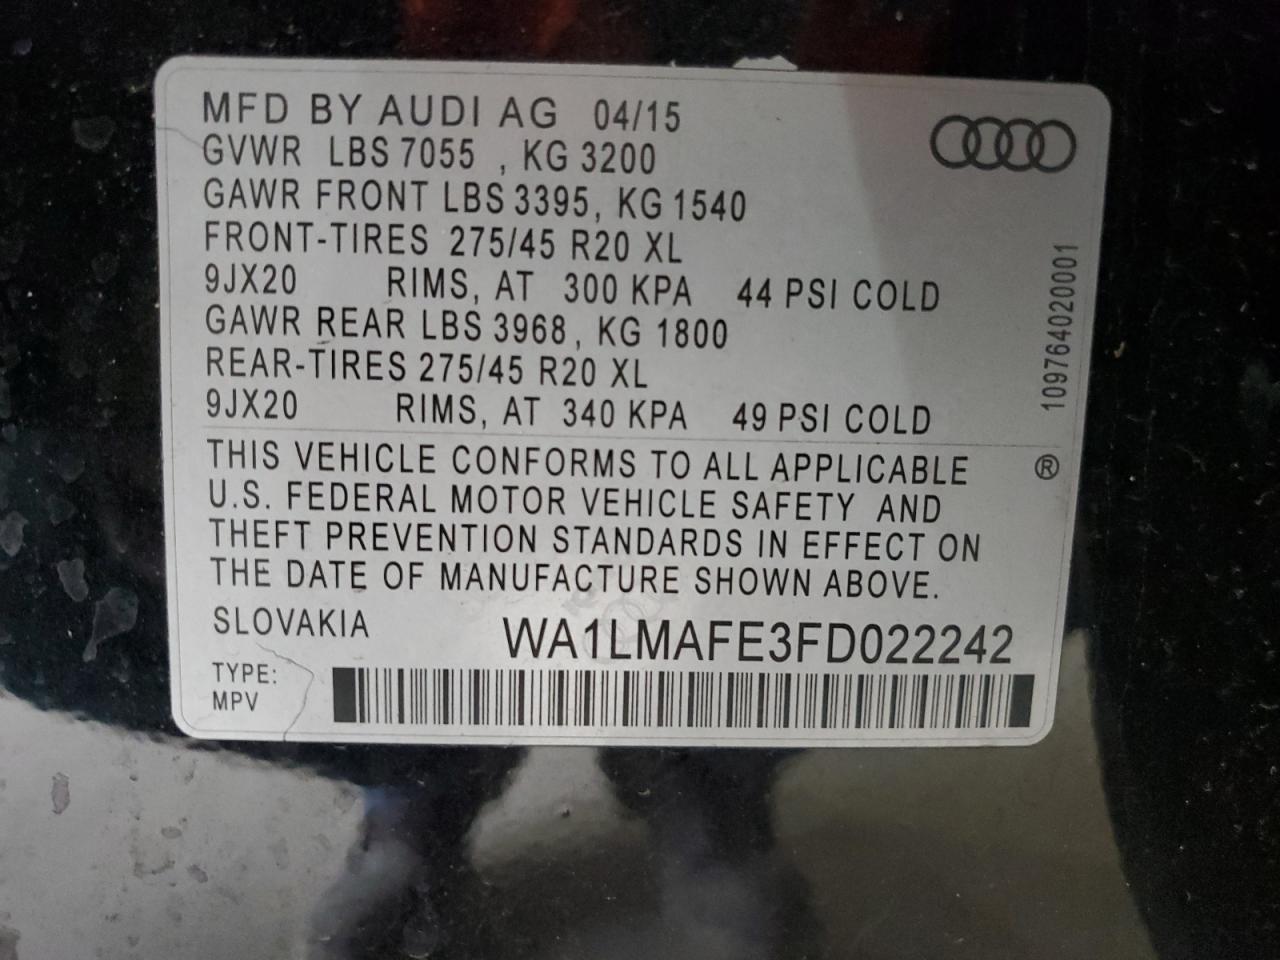 MFD BY AUDI AG 04/15
GVWR LBS 7055 , KG 3200
GAWR FRONT LBS 3395, KG 1540
FRONT-TIRES 275/45 R20 XL
9JX20 RIMS, AT 300 KPA 44 PSI COLD
GAWR REAR LBS 3968, KG 1800
REAR-TIRES 275/45 R20 XL
9JX20 RIMS, AT 340 KPA 49 PSI COLD
109764020001
THIS VEHICLE CONFORMS TO ALL APPLICABLE ®
U.S. FEDERAL MOTOR VEHICLE SAFETY AND
THEFT PREVENTION STANDARDS IN EFFECT ON
THE DATE OF MANUFACTURE SHOWN ABOVE.
SLOVAKIA WA1LMAFE3FD022242
TYPE:
MPV